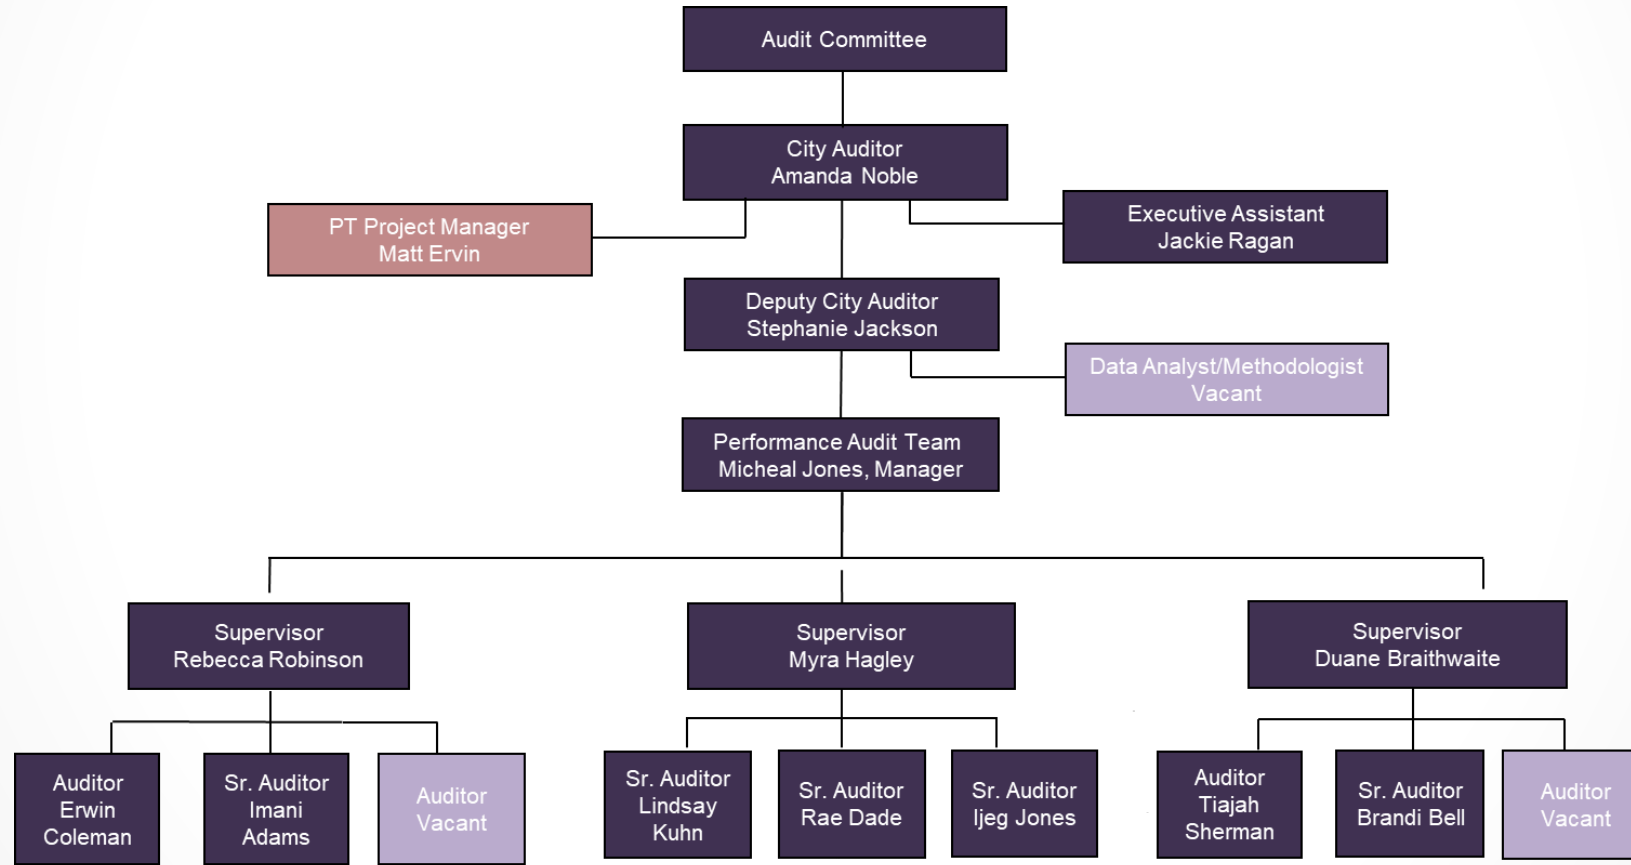 Audit Committee
City Auditor
Amanda Noble
PT Project Manager
Matt Ervin
Executive Assistant
Jackie Ragan
Deputy City Auditor
Stephanie Jackson
Data Analyst/Methodologist
Vacant
Performance Audit Team
Micheal Jones, Manager
Supervisor
Rebecca Robinson
Supervisor
Myra Hagley
Supervisor
Duane Braithwaite
Auditor
Erwin
Coleman
Sr. Auditor
Imani
Adams
Auditor
Vacant
Sr. Auditor
Lindsay
Kuhn
Sr. Auditor
Rae Dade
Sr. Auditor
Ijeg Jones
Auditor
Tiajah
Sherman
Sr. Auditor
Brandi Bell
Auditor
Vacant